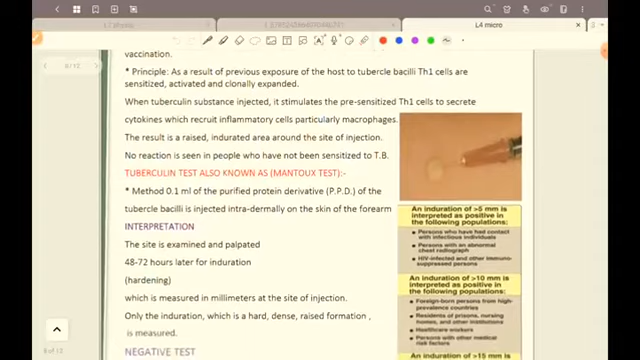 L4 micro
vaccination.
* Principle: As a result of previous exposure of the host to tubercle bacilli Th1 cells are
sensitized, activated and clonally expanded.
When tuberculin substance injected, it stimulates the pre-sensitized Th1 cells to secrete
cytokines which recruit inflammatory cells particularly macrophages.
The result is a raised, indurated area around the site of injection.
No reaction is seen in people who have not been sensitized to T.B.
TUBERCULIN TEST ALSO KNOWN AS (MANTOUX TEST):-
* Method 0.1 ml of the purified protein derivative (P.P.D.) of the
tubercle bacilli is injected intra-dermally on the skin of the forearm
INTERPRETATION
The site is examined and palpated
48-72 hours later for induration
(hardening)
which is measured in millimeters at the site of injection.
Only the induration, which is a hard, dense, raised formation ,
is measured.
NEGATIVE TEST
An induration of >5 mm is
interpreted as positive in
the following populations:
• Persons who have had contact
with infectious individuals
• Persons with an abnormal
chest radiograph
• HIV-infected and other immuno-
suppressed persons
An induration of >10 mm is
interpreted as positive in
the following populations:
• Foreign-born persons from high-
prevalence countries
• Residents of prisons, nursing
homes, and other institutions
• Healthcare workers
• Persons with other medical
risk factors
An induration of >15 mm is